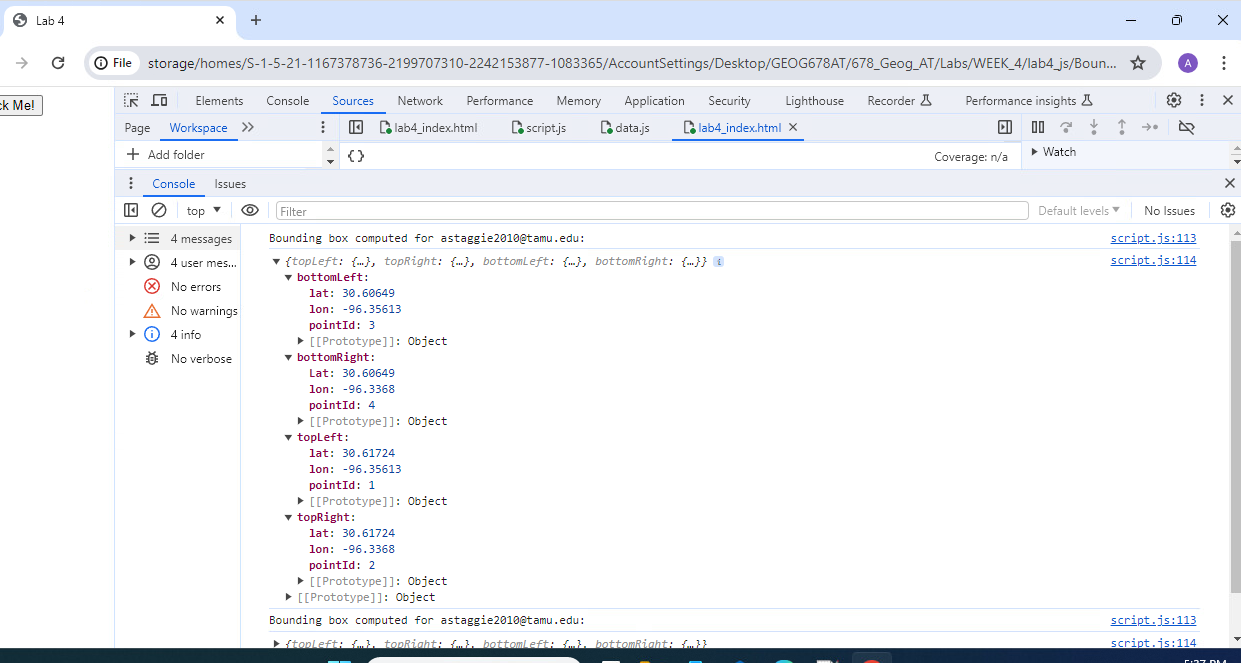 Lab 4
File storage/homes/S-1-5-21-1167378736-2199707310-2242153877-1083365/AccountSettings/Desktop/GEOG678AT/678_Geog_AT/Labs/WEEK_4/lab4_js/Boun... A
ck Me!
Elements Console Sources Network Performance Memory Application Security Lighthouse Recorder Performance insights
Page Workspace lab4_index.html script.js data.js lab4_index.html
Add folder {} Coverage: n/a Watch
Console Issues
top Filter Default levels No Issues
4 messages
4 user mes...
No errors
No warnings
4 info
No verbose
Bounding box computed for astaggie2010@tamu.edu: script.js:113
{topLeft: {…}, topRight: {…}, bottomLeft: {…}, bottomRight: {…}} i script.js:114
bottomLeft:
lat: 30.60649
lon: -96.35613
pointId: 3
[[Prototype]]: Object
bottomRight:
Lat: 30.60649
lon: -96.3368
pointId: 4
[[Prototype]]: Object
topLeft:
lat: 30.61724
lon: -96.35613
pointId: 1
[[Prototype]]: Object
topRight:
lat: 30.61724
lon: -96.3368
pointId: 2
[[Prototype]]: Object
[[Prototype]]: Object
Bounding box computed for astaggie2010@tamu.edu: script.js:113
{topLeft: {…}, topRight: {…}, bottomLeft: {…}, bottomRight: {…}} script.js:114
5:37 PM